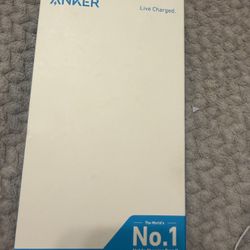 ANKER
Live Charged.
The World's
No.1